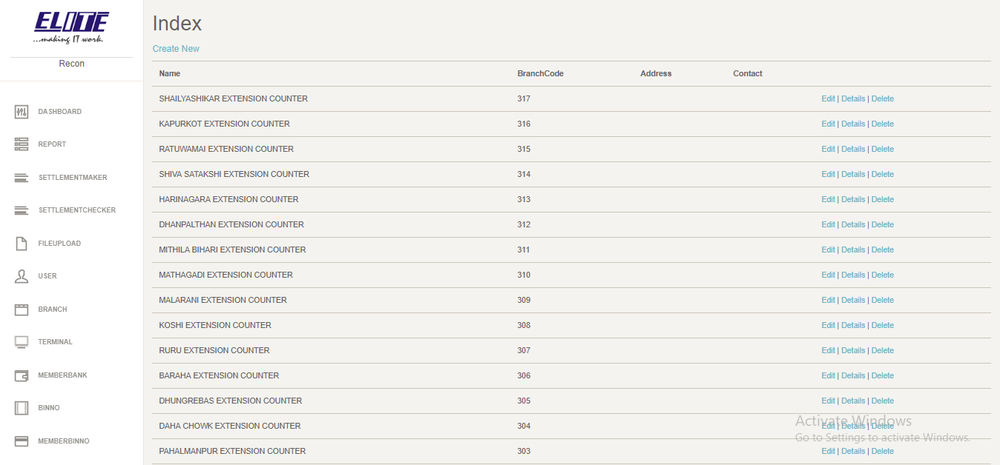 ELITE
...making IT work.
Recon
DASHBOARD
REPORT
SETTLEMENTMAKER
SETTLEMENTCHECKER
FILEUPLOAD
USER
BRANCH
TERMINAL
MEMBERBANK
BINNO
MEMBERBINNO
Index
Create New
Name BranchCode Address Contact
SHAILYASHIKAR EXTENSION COUNTER 317 Edit | Details | Delete
KAPURKOT EXTENSION COUNTER 316 Edit | Details | Delete
RATUWAMAI EXTENSION COUNTER 315 Edit | Details | Delete
SHIVA SATAKSHI EXTENSION COUNTER 314 Edit | Details | Delete
HARINAGARA EXTENSION COUNTER 313 Edit | Details | Delete
DHANPALTHAN EXTENSION COUNTER 312 Edit | Details | Delete
MITHILA BIHARI EXTENSION COUNTER 311 Edit | Details | Delete
MATHAGADI EXTENSION COUNTER 310 Edit | Details | Delete
MALARANI EXTENSION COUNTER 309 Edit | Details | Delete
KOSHI EXTENSION COUNTER 308 Edit | Details | Delete
RURU EXTENSION COUNTER 307 Edit | Details | Delete
BARAHA EXTENSION COUNTER 306 Edit | Details | Delete
DHUNGREBAS EXTENSION COUNTER 305 Edit | Details | Delete
DAHA CHOWK EXTENSION COUNTER 304 Edit | Details | Delete
PAHALMANPUR EXTENSION COUNTER 303 Edit | Details | Delete
Activate Windows
Go to Settings to activate Windows.